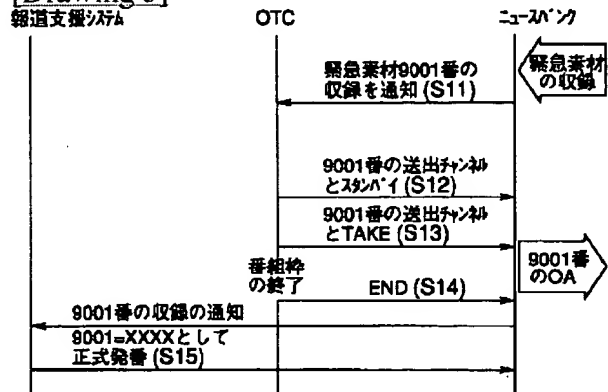 [Drawing 5]
報道支援システム
OTC
ニュースバンク
緊急素材
の収録
緊急素材9001番の
収録を通知 (S11)
9001番の送出チャンネル
とスタンバイ (S12)
9001番の送出チャンネル
とTAKE (S13)
9001番
のOA
番組枠
の終了
END (S14)
9001番の収録の通知
9001=XXXXとして
正式発番 (S15)